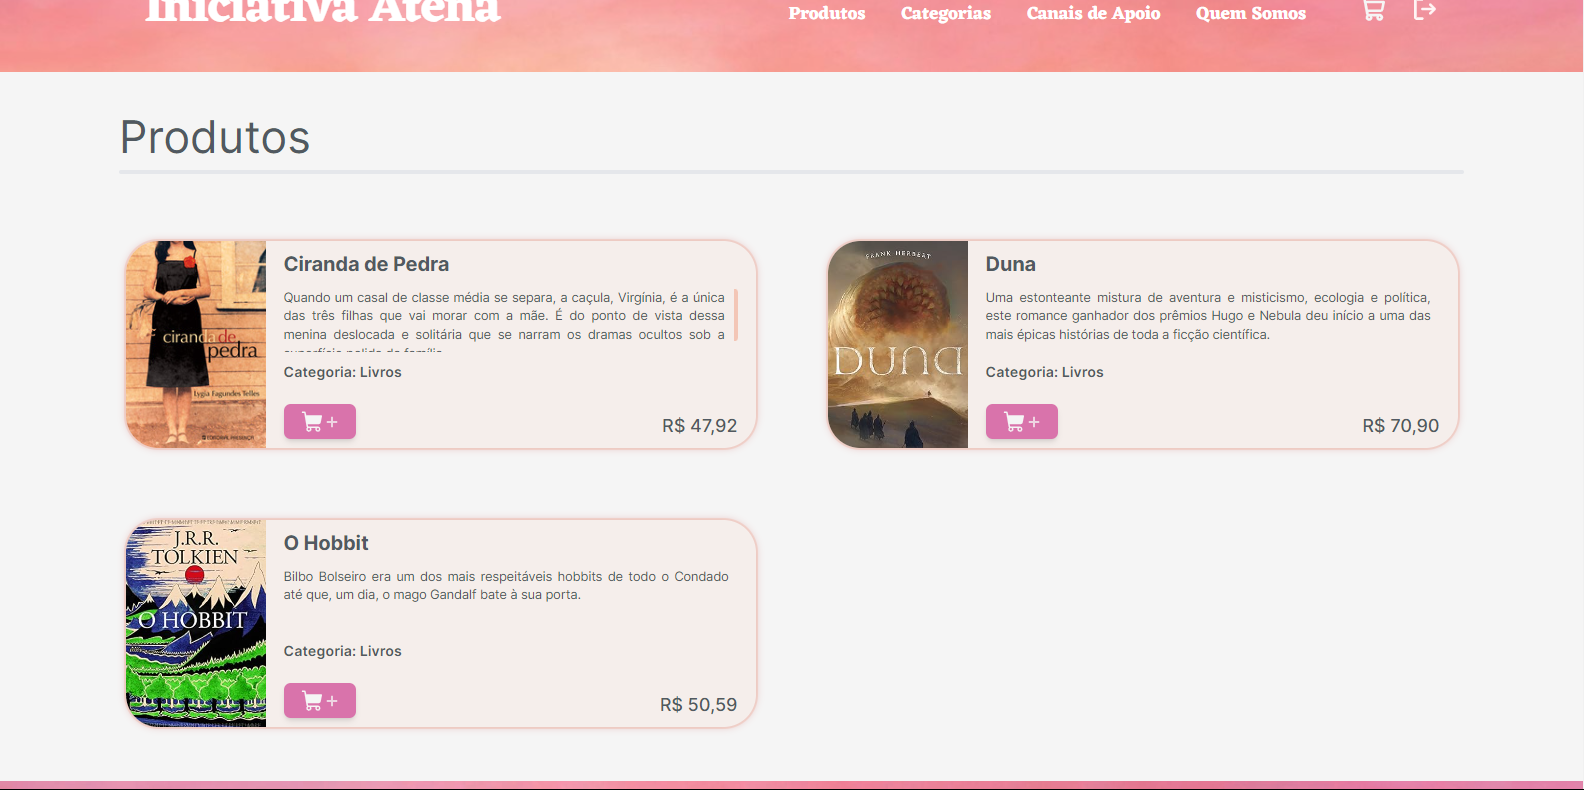 Iniciativa Atena
Produtos
Categorias
Canais de Apoio
Quem Somos
Produtos
ciranda de
pedra
Lygia Fagundes Telles
Ciranda de Pedra
Quando um casal de classe média se separa, a caçula, Virgínia, é a única
das três filhas que vai morar com a mãe. É do ponto de vista dessa
menina deslocada e solitária que se narram os dramas ocultos sob a
superfície polida da família.
Categoria: Livros
+
R$ 47,92
FRANK HERBERT
DUNA
Duna
Uma estonteante mistura de aventura e misticismo, ecologia e política,
este romance ganhador dos prêmios Hugo e Nebula deu início a uma das
mais épicas histórias de toda a ficção científica.
Categoria: Livros
+
R$ 70,90
J.R.R.
TOLKIEN
O HOBBIT
O Hobbit
Bilbo Bolseiro era um dos mais respeitáveis hobbits de todo o Condado
até que, um dia, o mago Gandalf bate à sua porta.
Categoria: Livros
+
R$ 50,59